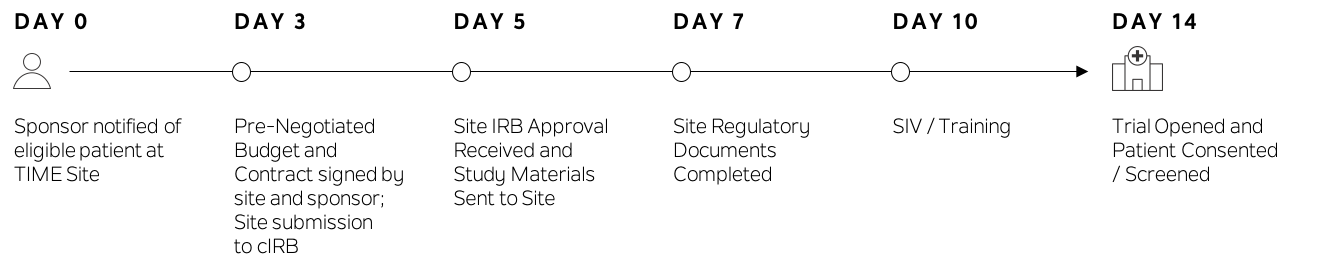 DAY 0
Sponsor notified of
eligible patient at
TIME Site
DAY 3
Pre-Negotiated
Budget and
Contract signed by
site and sponsor;
Site submission
to cIRB
DAY 5
Site IRB Approval
Received and
Study Materials
Sent to Site
DAY 7
Site Regulatory
Documents
Completed
DAY 10
SIV / Training
DAY 14
Trial Opened and
Patient Consented
/ Screened